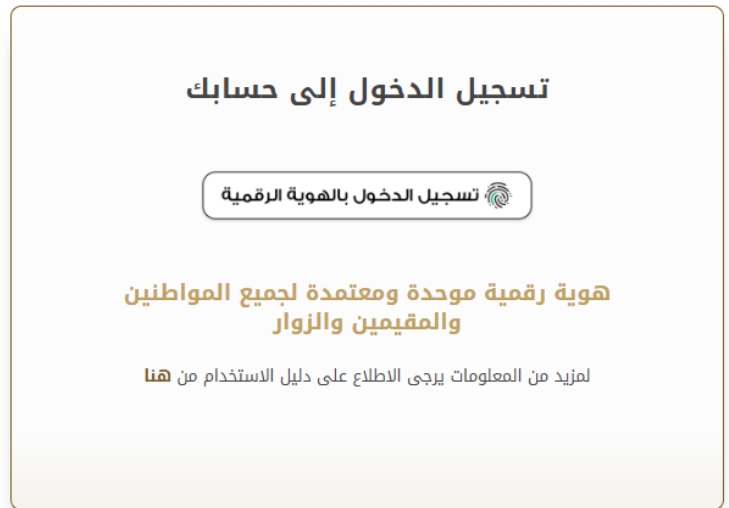 تسجيل الدخول إلى حسابك
تسجيل الدخول بالهوية الرقمية
هوية رقمية موحدة ومعتمدة لجميع المواطنين
والمقيمين والزوار
لمزيد من المعلومات يرجى الاطلاع على دليل الاستخدام من هنا